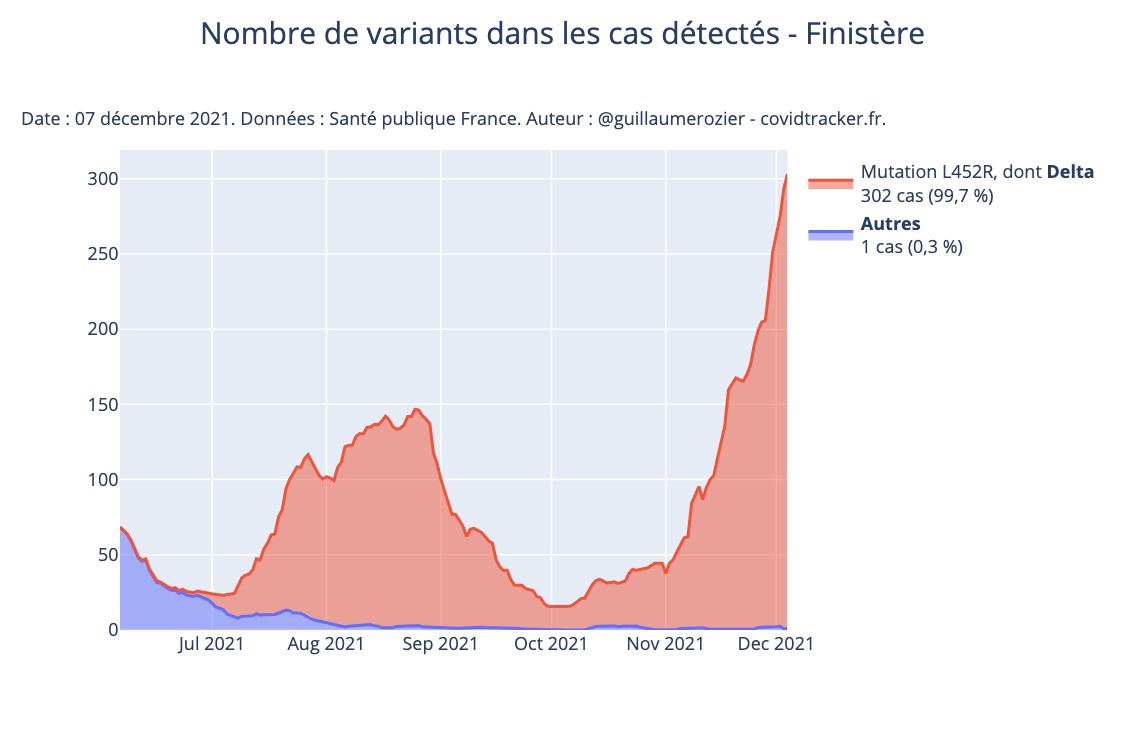 Nombre de variants dans les cas détectés - Finistère
Date : 07 décembre 2021. Données : Santé publique France. Auteur : @guillaumerozier - covidtracker.fr.
Mutation L452R, dont Delta
302 cas (99,7 %)
Autres
1 cas (0,3 %)
300
250
200
150
100
50
0
Jul 2021 Aug 2021 Sep 2021 Oct 2021 Nov 2021 Dec 2021